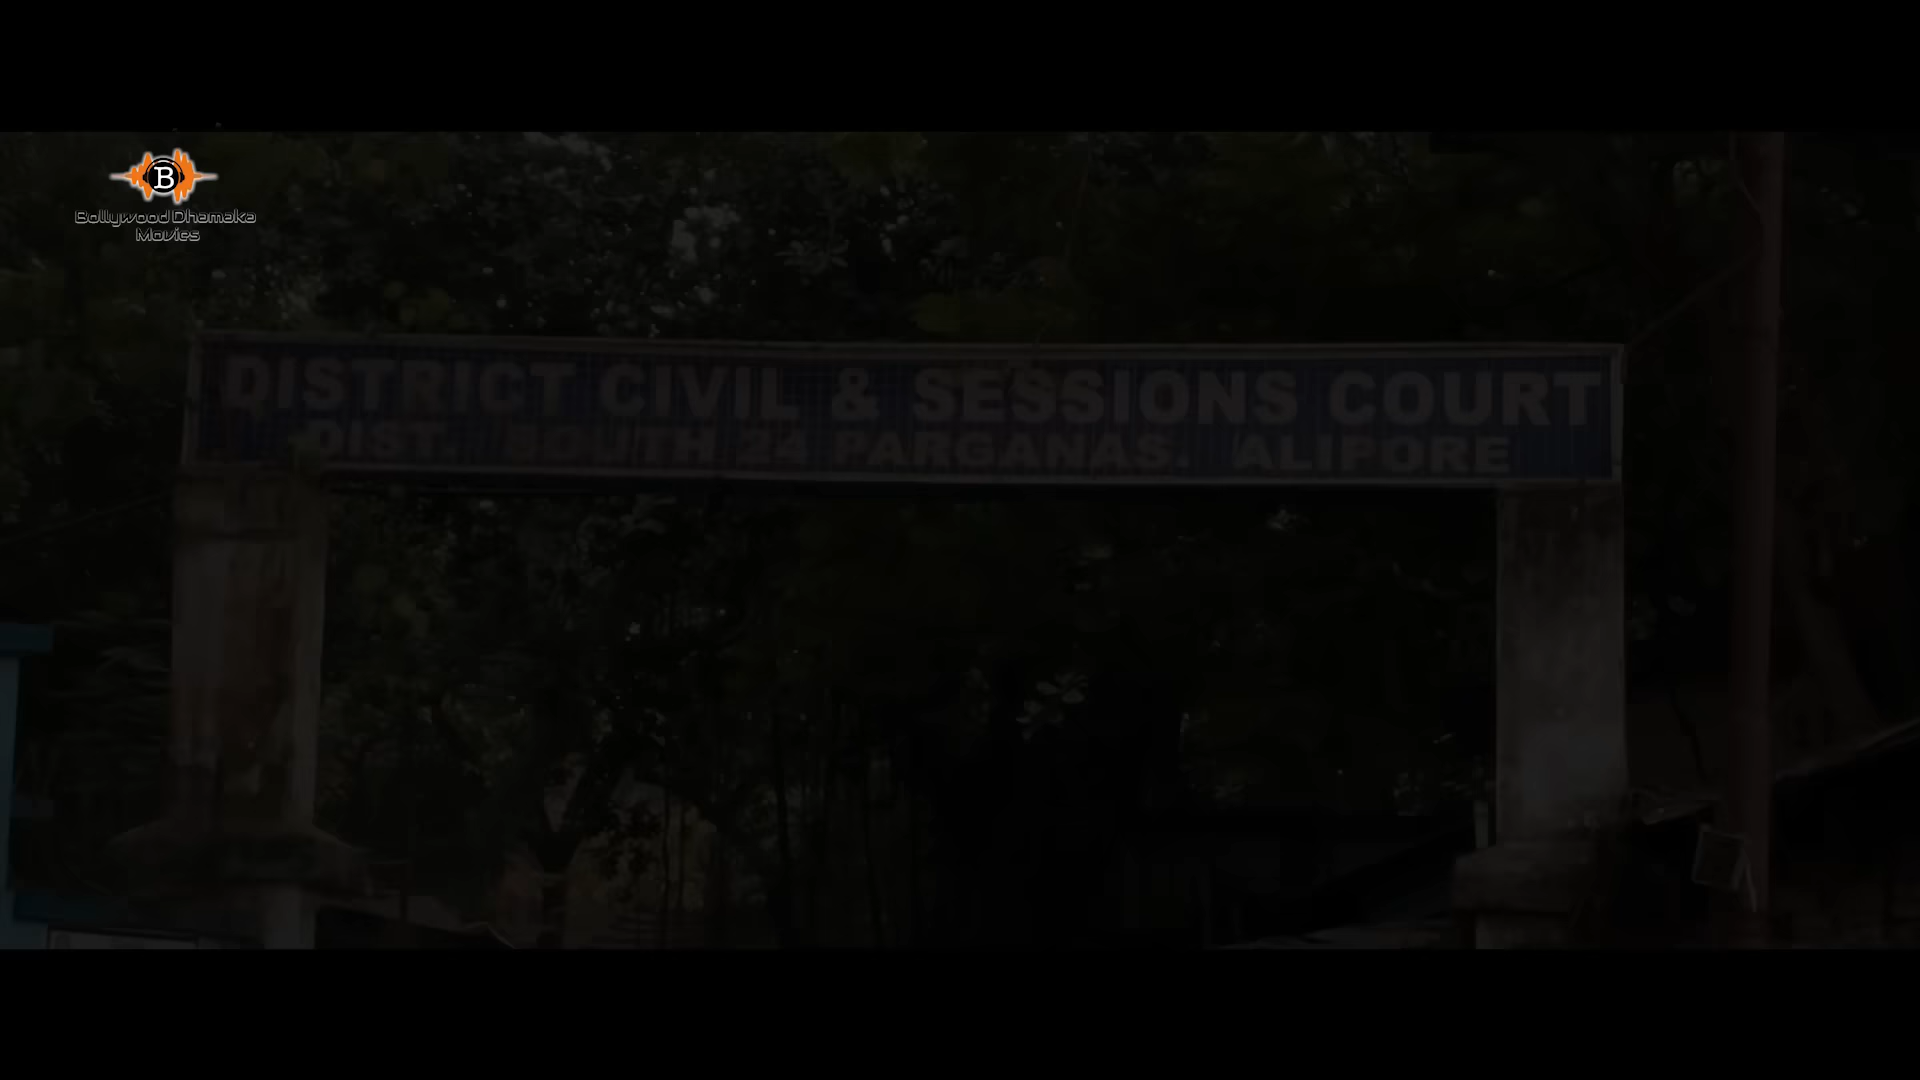 Bollywood Dhamaka
Movies
DISTRICT CIVIL & SESSIONS COURT
DIST. SOUTH 24 PARGANAS. ALIPORE